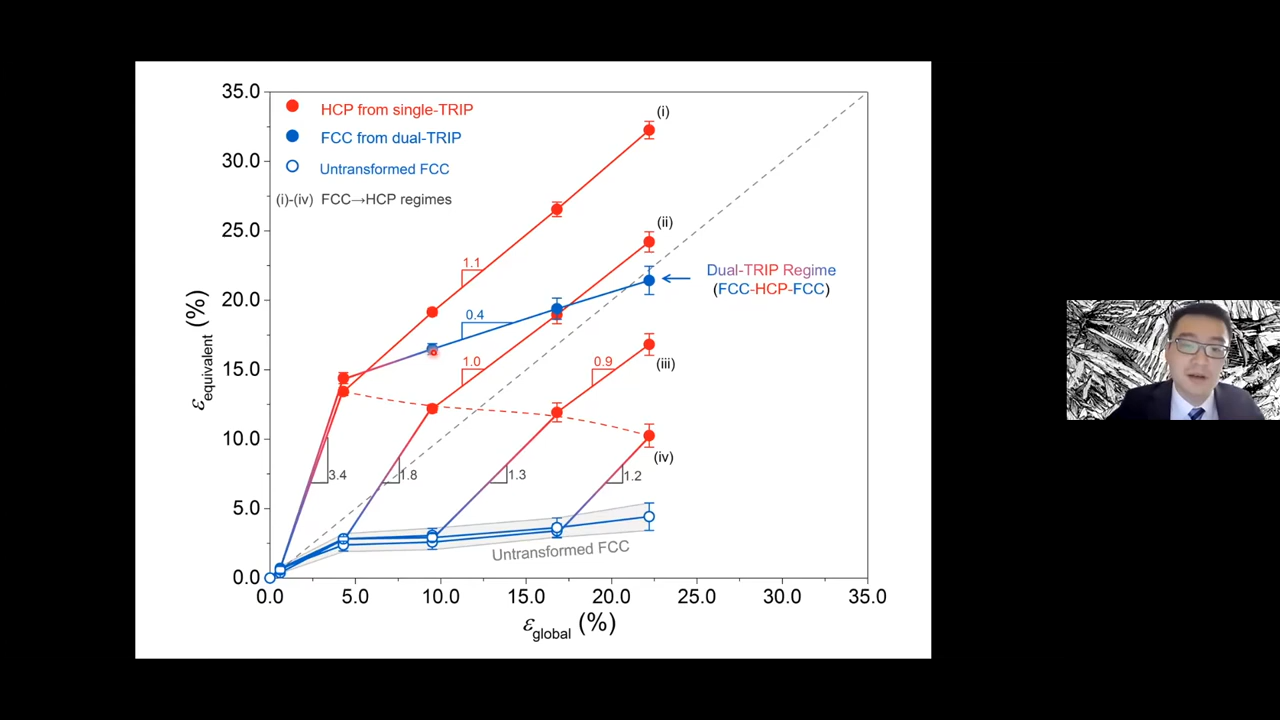 35.0
30.0
25.0
20.0
15.0
10.0
5.0
0.0
εequivalent (%)
HCP from single-TRIP
FCC from dual-TRIP
Untransformed FCC
(i)-(iv) FCC→HCP regimes
(i)
(ii)
Dual-TRIP Regime
(FCC-HCP-FCC)
(iii)
(iv)
1.1
0.4
1.0
0.9
3.4
1.8
1.3
1.2
Untransformed FCC
0.0 5.0 10.0 15.0 20.0 25.0 30.0 35.0
εglobal (%)